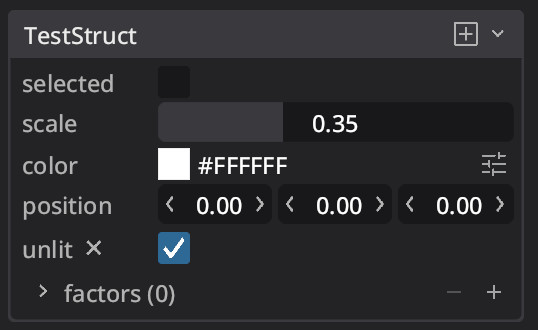 TestStruct
selected
scale 0.35
color #FFFFFF
position 0.00 0.00 0.00
unlit
factors (0)